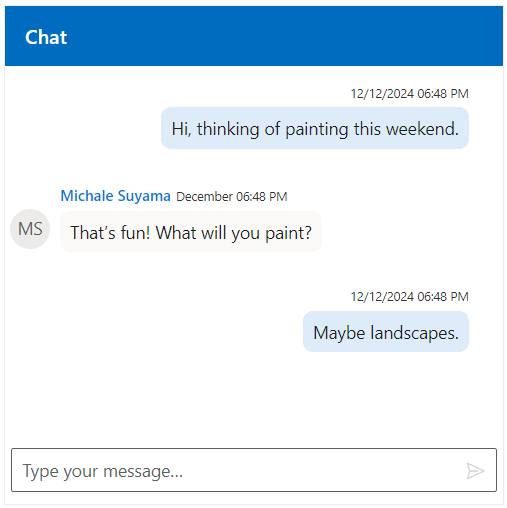 Chat
12/12/2024 06:48 PM
Hi, thinking of painting this weekend.
Michale Suyama December 06:48 PM
MS
That’s fun! What will you paint?
12/12/2024 06:48 PM
Maybe landscapes.
Type your message...